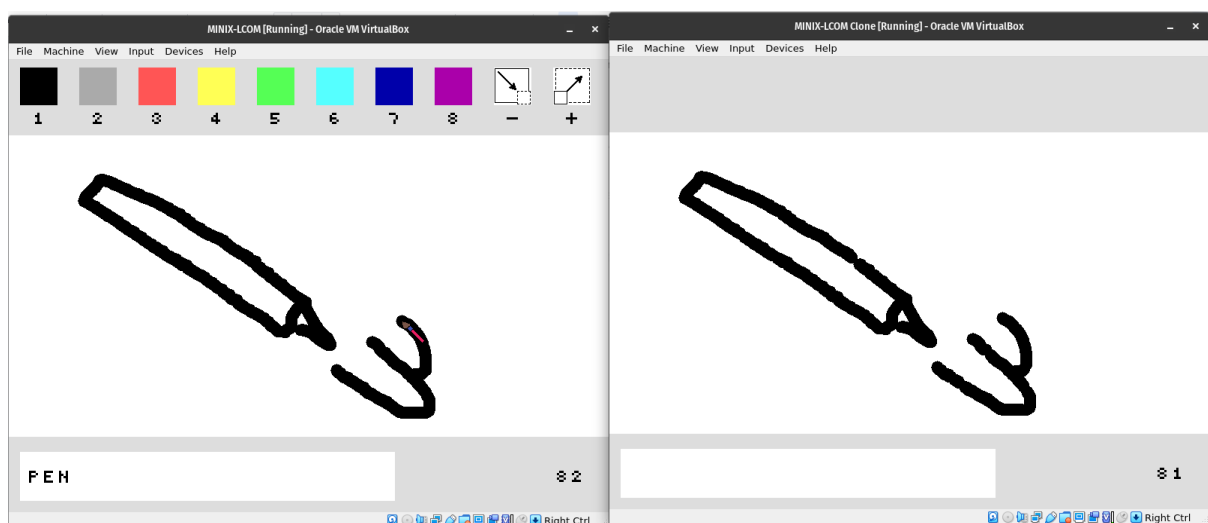 MINIX-LCOM [Running] - Oracle VM VirtualBox
File Machine View Input Devices Help
1 2 3 4 5 6 7 8 - +
PEN
82
Right Ctrl
MINIX-LCOM Clone [Running] - Oracle VM VirtualBox
File Machine View Input Devices Help
81
Right Ctrl